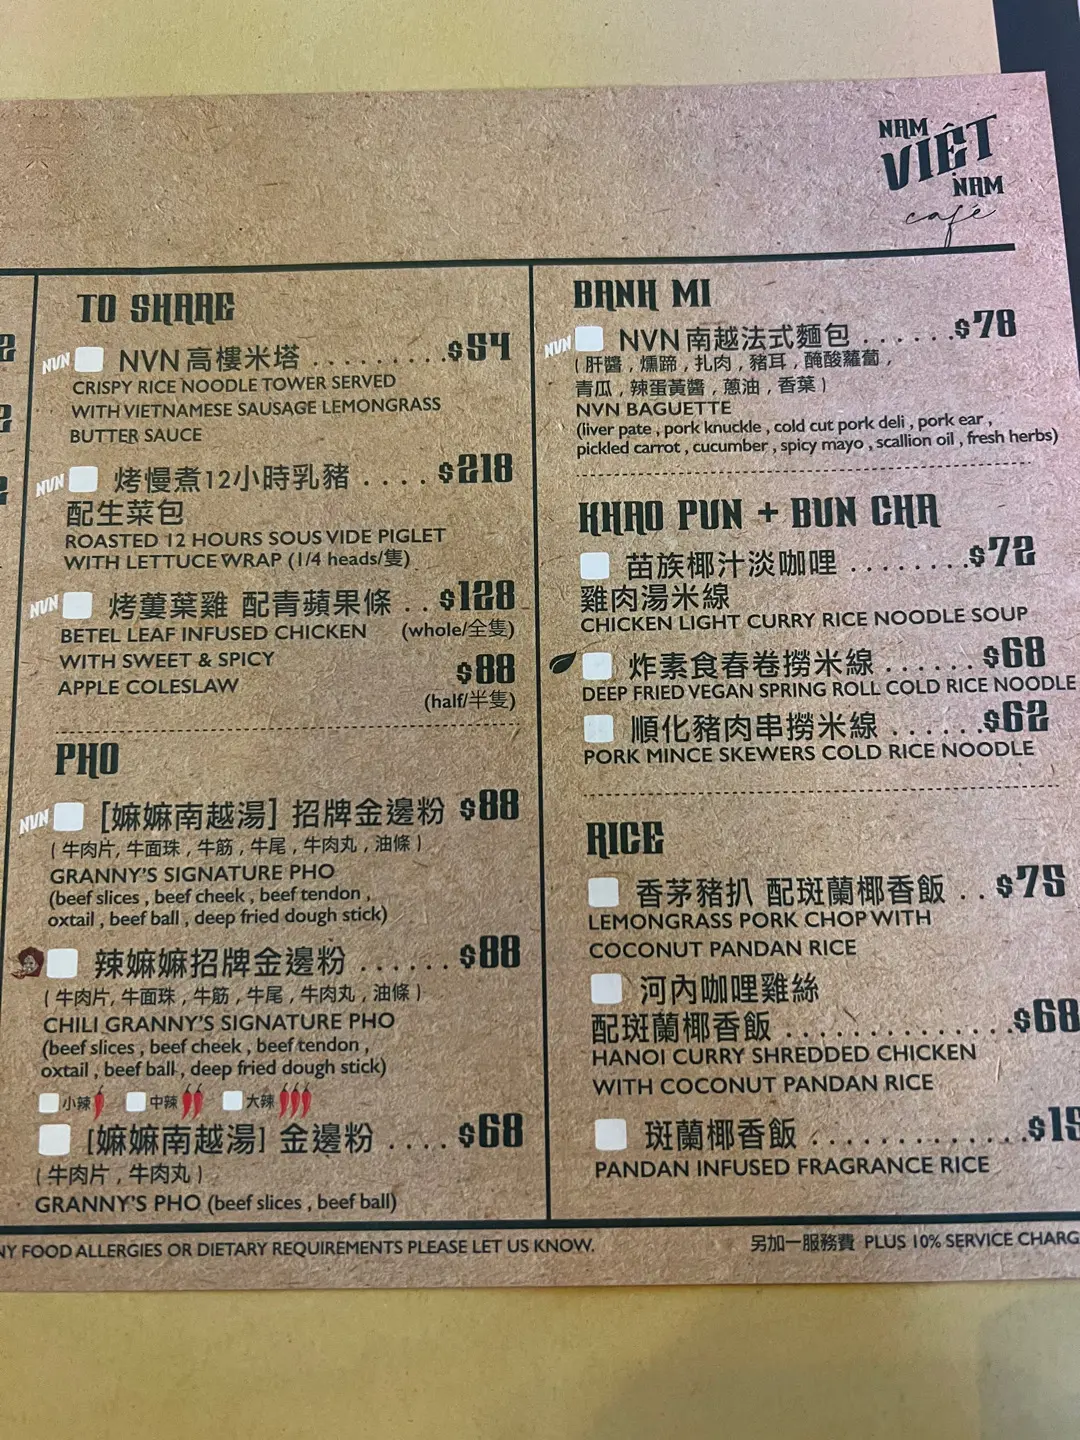 NAM
VIỆT
NAM
café
TO SHARE
NVN NVN 高樓米塔 . . . . . . . . . $54
CRISPY RICE NOODLE TOWER SERVED
WITH VIETNAMESE SAUSAGE LEMONGRASS
BUTTER SAUCE
NVN 烤慢煮12小時乳豬 . . . . $218
配生菜包
ROASTED 12 HOURS SOUS VIDE PIGLET
WITH LETTUCE WRAP (1/4 heads/隻)
NVN 烤蔞葉雞 配青蘋果條 . . $128
BETEL LEAF INFUSED CHICKEN (whole/全隻)
WITH SWEET & SPICY $88
APPLE COLESLAW (half/半隻)
PHO
NVN [嫲嫲南越湯] 招牌金邊粉 $88
(牛肉片, 牛面珠, 牛筋, 牛尾, 牛肉丸, 油條)
GRANNY'S SIGNATURE PHO
(beef slices , beef cheek , beef tendon ,
oxtail , beef ball , deep fried dough stick)
辣嫲嫲招牌金邊粉 . . . . . . $88
(牛肉片, 牛面珠, 牛筋, 牛尾, 牛肉丸, 油條)
CHILI GRANNY'S SIGNATURE PHO
(beef slices , beef cheek , beef tendon ,
oxtail , beef ball , deep fried dough stick)
小辣 中辣 大辣
[嫲嫲南越湯] 金邊粉 . . . . $68
(牛肉片, 牛肉丸)
GRANNY'S PHO (beef slices , beef ball)
BANH MI
NVN NVN 南越法式麵包 . . . . . . $78
(肝醬, 燻蹄, 扎肉, 豬耳, 醃酸蘿蔔,
青瓜, 辣蛋黃醬, 蔥油, 香葉)
NVN BAGUETTE
(liver pate , pork knuckle , cold cut pork deli , pork ear ,
pickled carrot , cucumber , spicy mayo , scallion oil , fresh herbs)
KHAO PUN + BUN CHA
苗族椰汁淡咖哩 . . . . . . . . $72
雞肉湯米線
CHICKEN LIGHT CURRY RICE NOODLE SOUP
炸素食春卷撈米線 . . . . . . $68
DEEP FRIED VEGAN SPRING ROLL COLD RICE NOODLE
順化豬肉串撈米線 . . . . . . $62
PORK MINCE SKEWERS COLD RICE NOODLE
RICE
香茅豬扒 配斑蘭椰香飯 . . $75
LEMONGRASS PORK CHOP WITH
COCONUT PANDAN RICE
河內咖哩雞絲
配斑蘭椰香飯 . . . . . . . . . . . . . $68
HANOI CURRY SHREDDED CHICKEN
WITH COCONUT PANDAN RICE
斑蘭椰香飯 . . . . . . . . . . . . .
PANDAN INFUSED FRAGRANCE RICE
FOOD ALLERGIES OR DIETARY REQUIREMENTS PLEASE LET US KNOW.
另加一服務費 PLUS 10% SERVICE